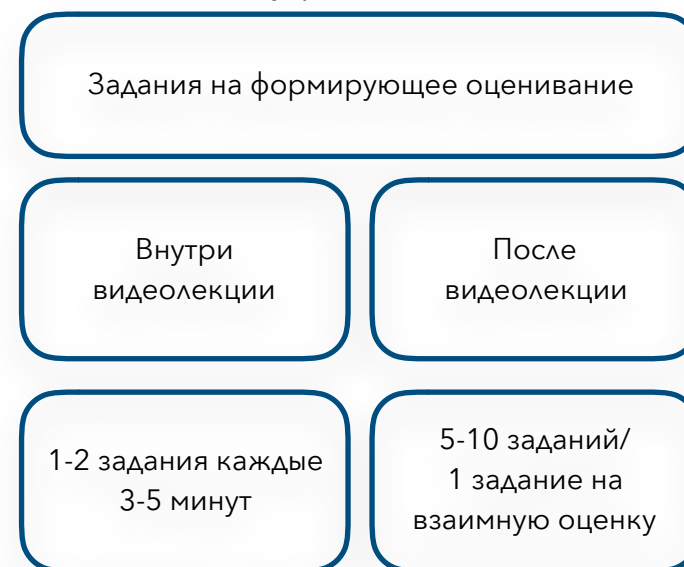 Задания на формирующее оценивание
Внутри
видеолекции
После
видеолекции
1-2 задания каждые
3-5 минут
5-10 заданий/
1 задание на
взаимную оценку